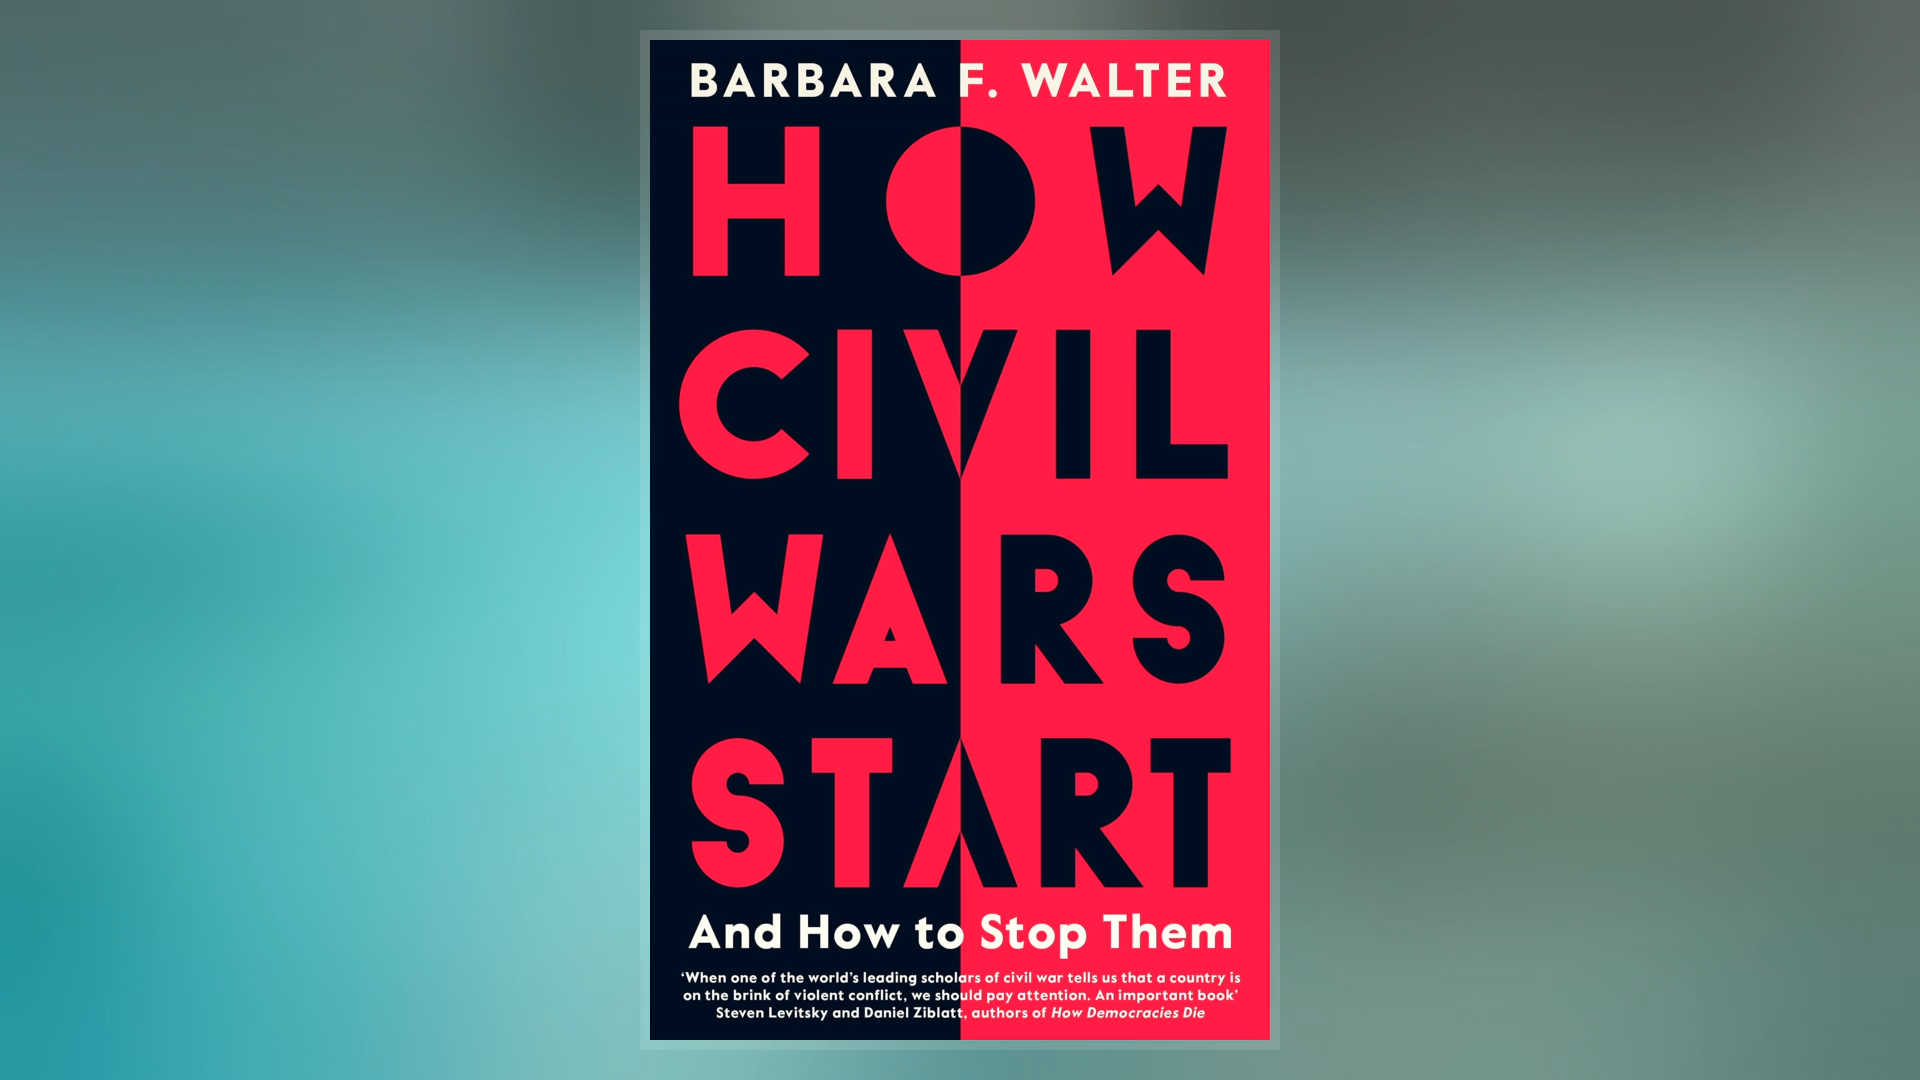 BARBARA F. WALTER
HOW
CIVIL
WARS
START
And How to Stop Them
‘When one of the world’s leading scholars of civil war tells us that a country is
on the brink of violent conflict, we should pay attention. An important book’
Steven Levitsky and Daniel Ziblatt, authors of How Democracies Die